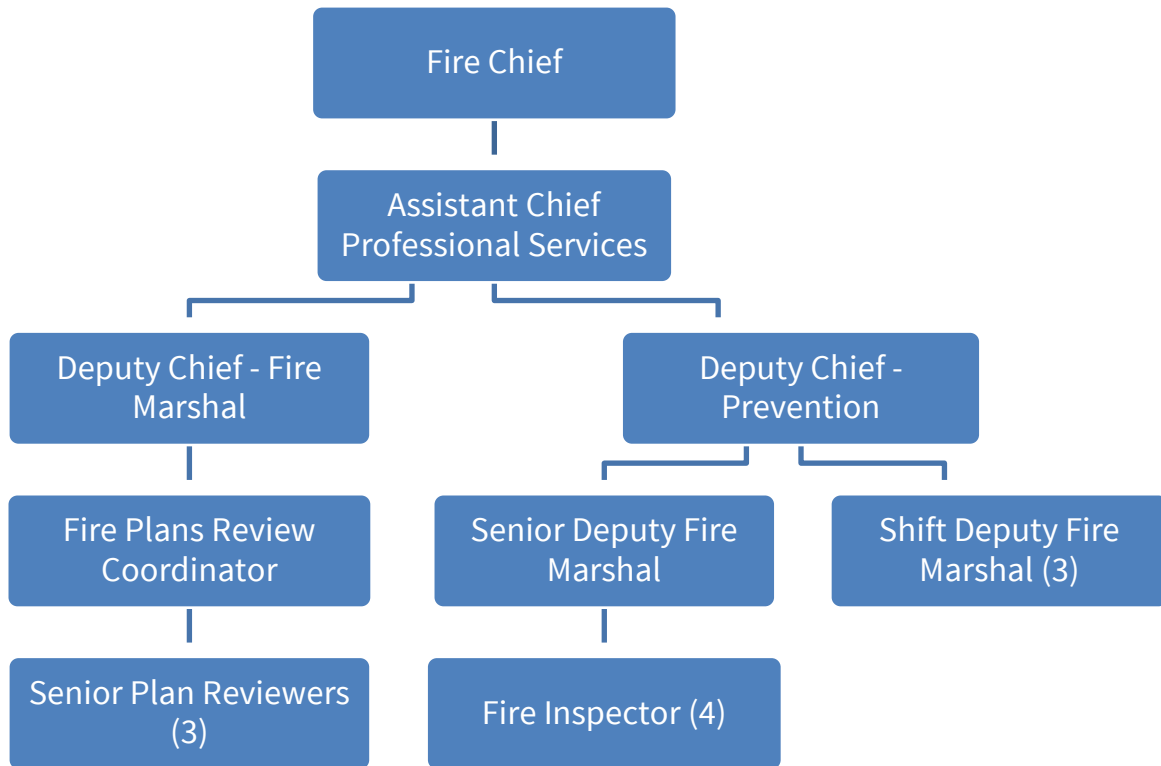 Fire Chief
Assistant Chief
Professional Services
Deputy Chief - Fire
Marshal
Deputy Chief -
Prevention
Fire Plans Review
Coordinator
Senior Deputy Fire
Marshal
Shift Deputy Fire
Marshal (3)
Senior Plan Reviewers
(3)
Fire Inspector (4)